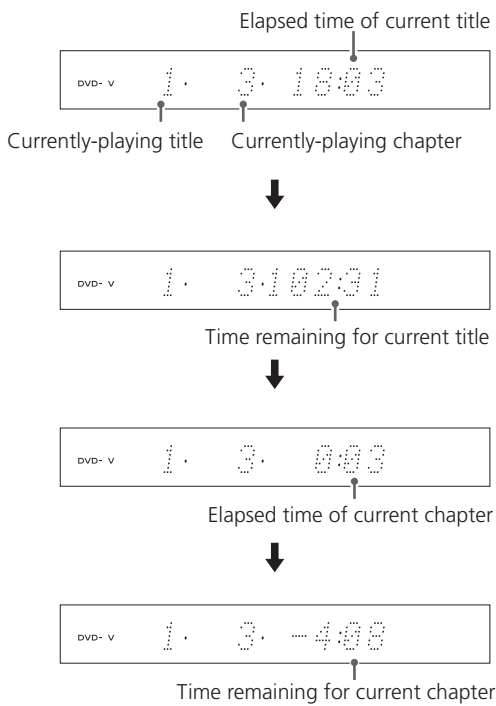 Elapsed time of current title
DVD- V 1· 3· 18:03
Currently-playing title Currently-playing chapter
DVD- V 1· 3·102:31
Time remaining for current title
DVD- V 1· 3· 0:03
Elapsed time of current chapter
DVD- V 1· 3· -4:08
Time remaining for current chapter